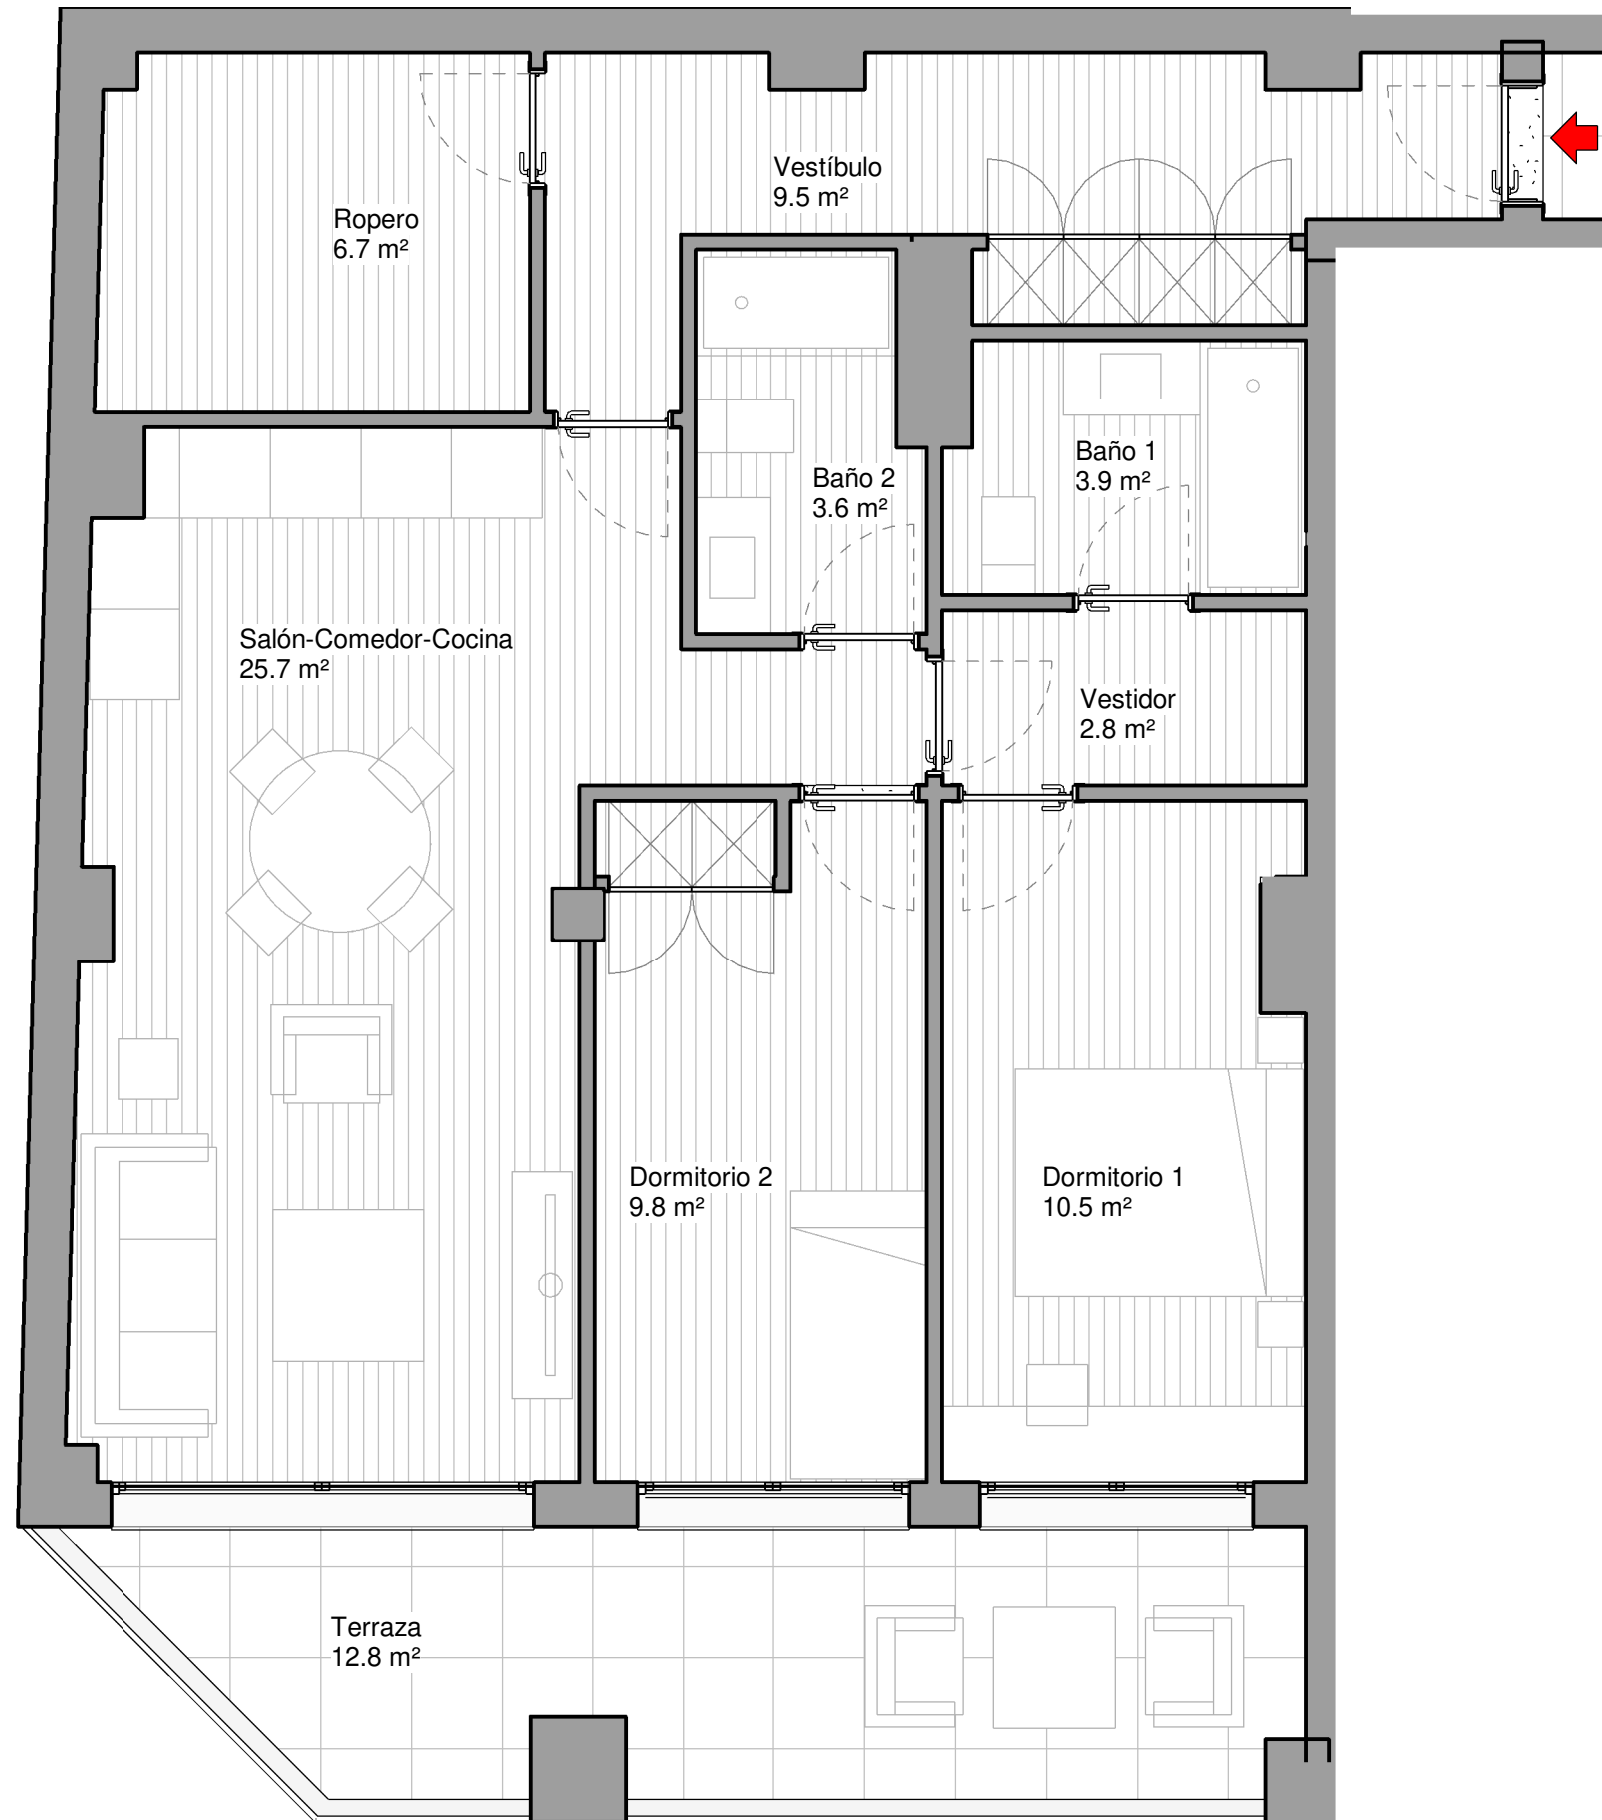 Vestíbulo
9.5 m²
Ropero
6.7 m²
Baño 1
3.9 m²
Baño 2
3.6 m²
Salón-Comedor-Cocina
25.7 m²
Vestidor
2.8 m²
Dormitorio 2
9.8 m²
Dormitorio 1
10.5 m²
Terraza
12.8 m²